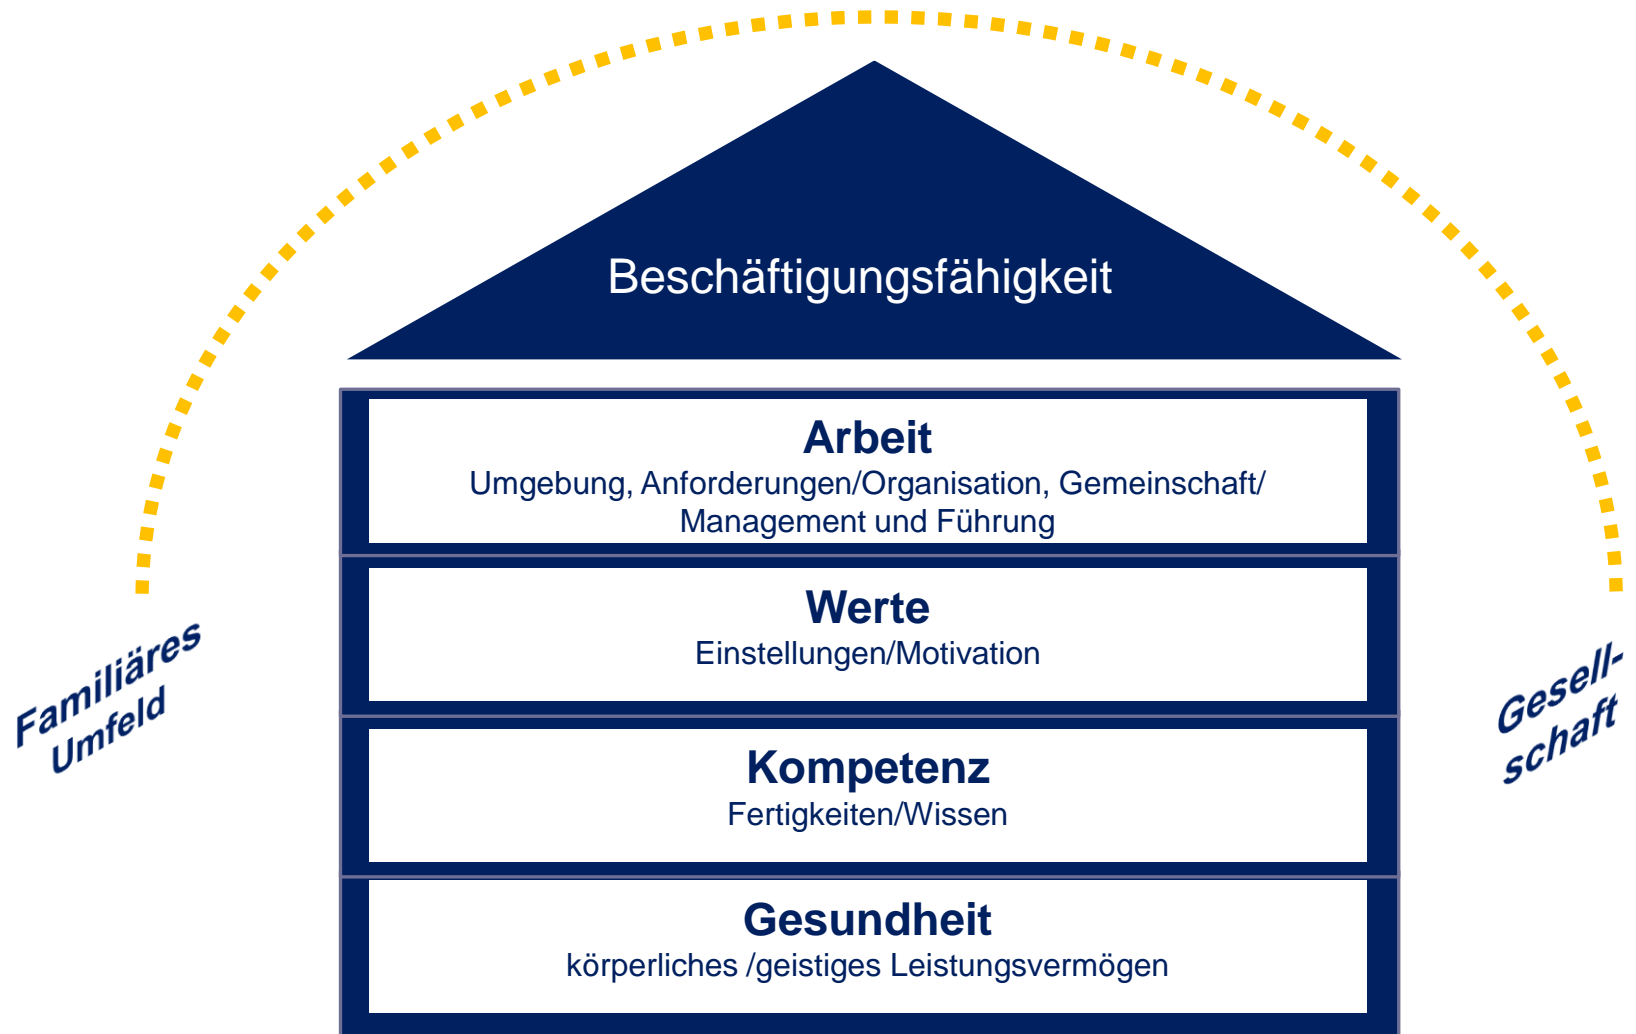 Beschäftigungsfähigkeit
Arbeit
Umgebung, Anforderungen/Organisation, Gemeinschaft/
Management und Führung
Werte
Einstellungen/Motivation
Familiäres
Umfeld
Gesell-
schaft
Kompetenz
Fertigkeiten/Wissen
Gesundheit
körperliches /geistiges Leistungsvermögen